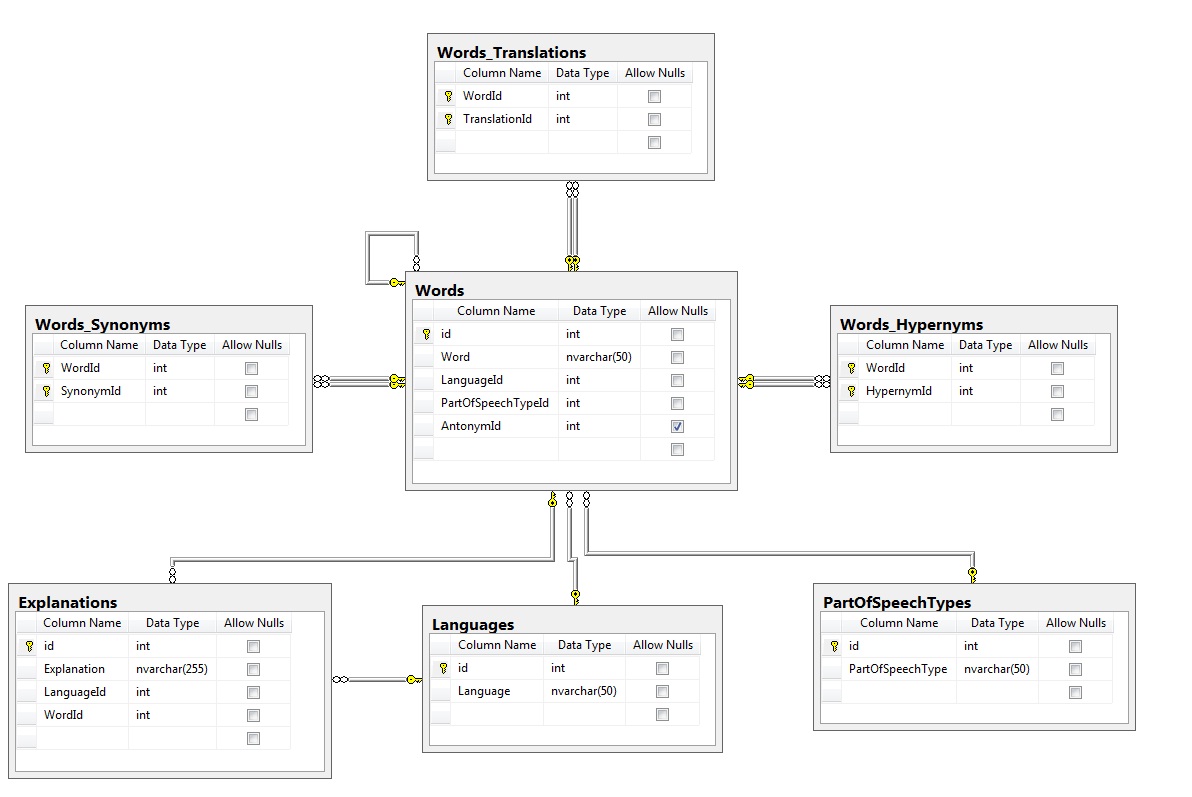 Words_Translations
Column Name Data Type Allow Nulls
WordId int
TranslationId int
Words
Column Name Data Type Allow Nulls
id int
Word nvarchar(50)
LanguageId int
PartOfSpeechTypeId int
AntonymId int
Words_Synonyms
Column Name Data Type Allow Nulls
WordId int
SynonymId int
Words_Hypernyms
Column Name Data Type Allow Nulls
WordId int
HypernymId int
Explanations
Column Name Data Type Allow Nulls
id int
Explanation nvarchar(255)
LanguageId int
WordId int
Languages
Column Name Data Type Allow Nulls
id int
Language nvarchar(50)
PartOfSpeechTypes
Column Name Data Type Allow Nulls
id int
PartOfSpeechType nvarchar(50)